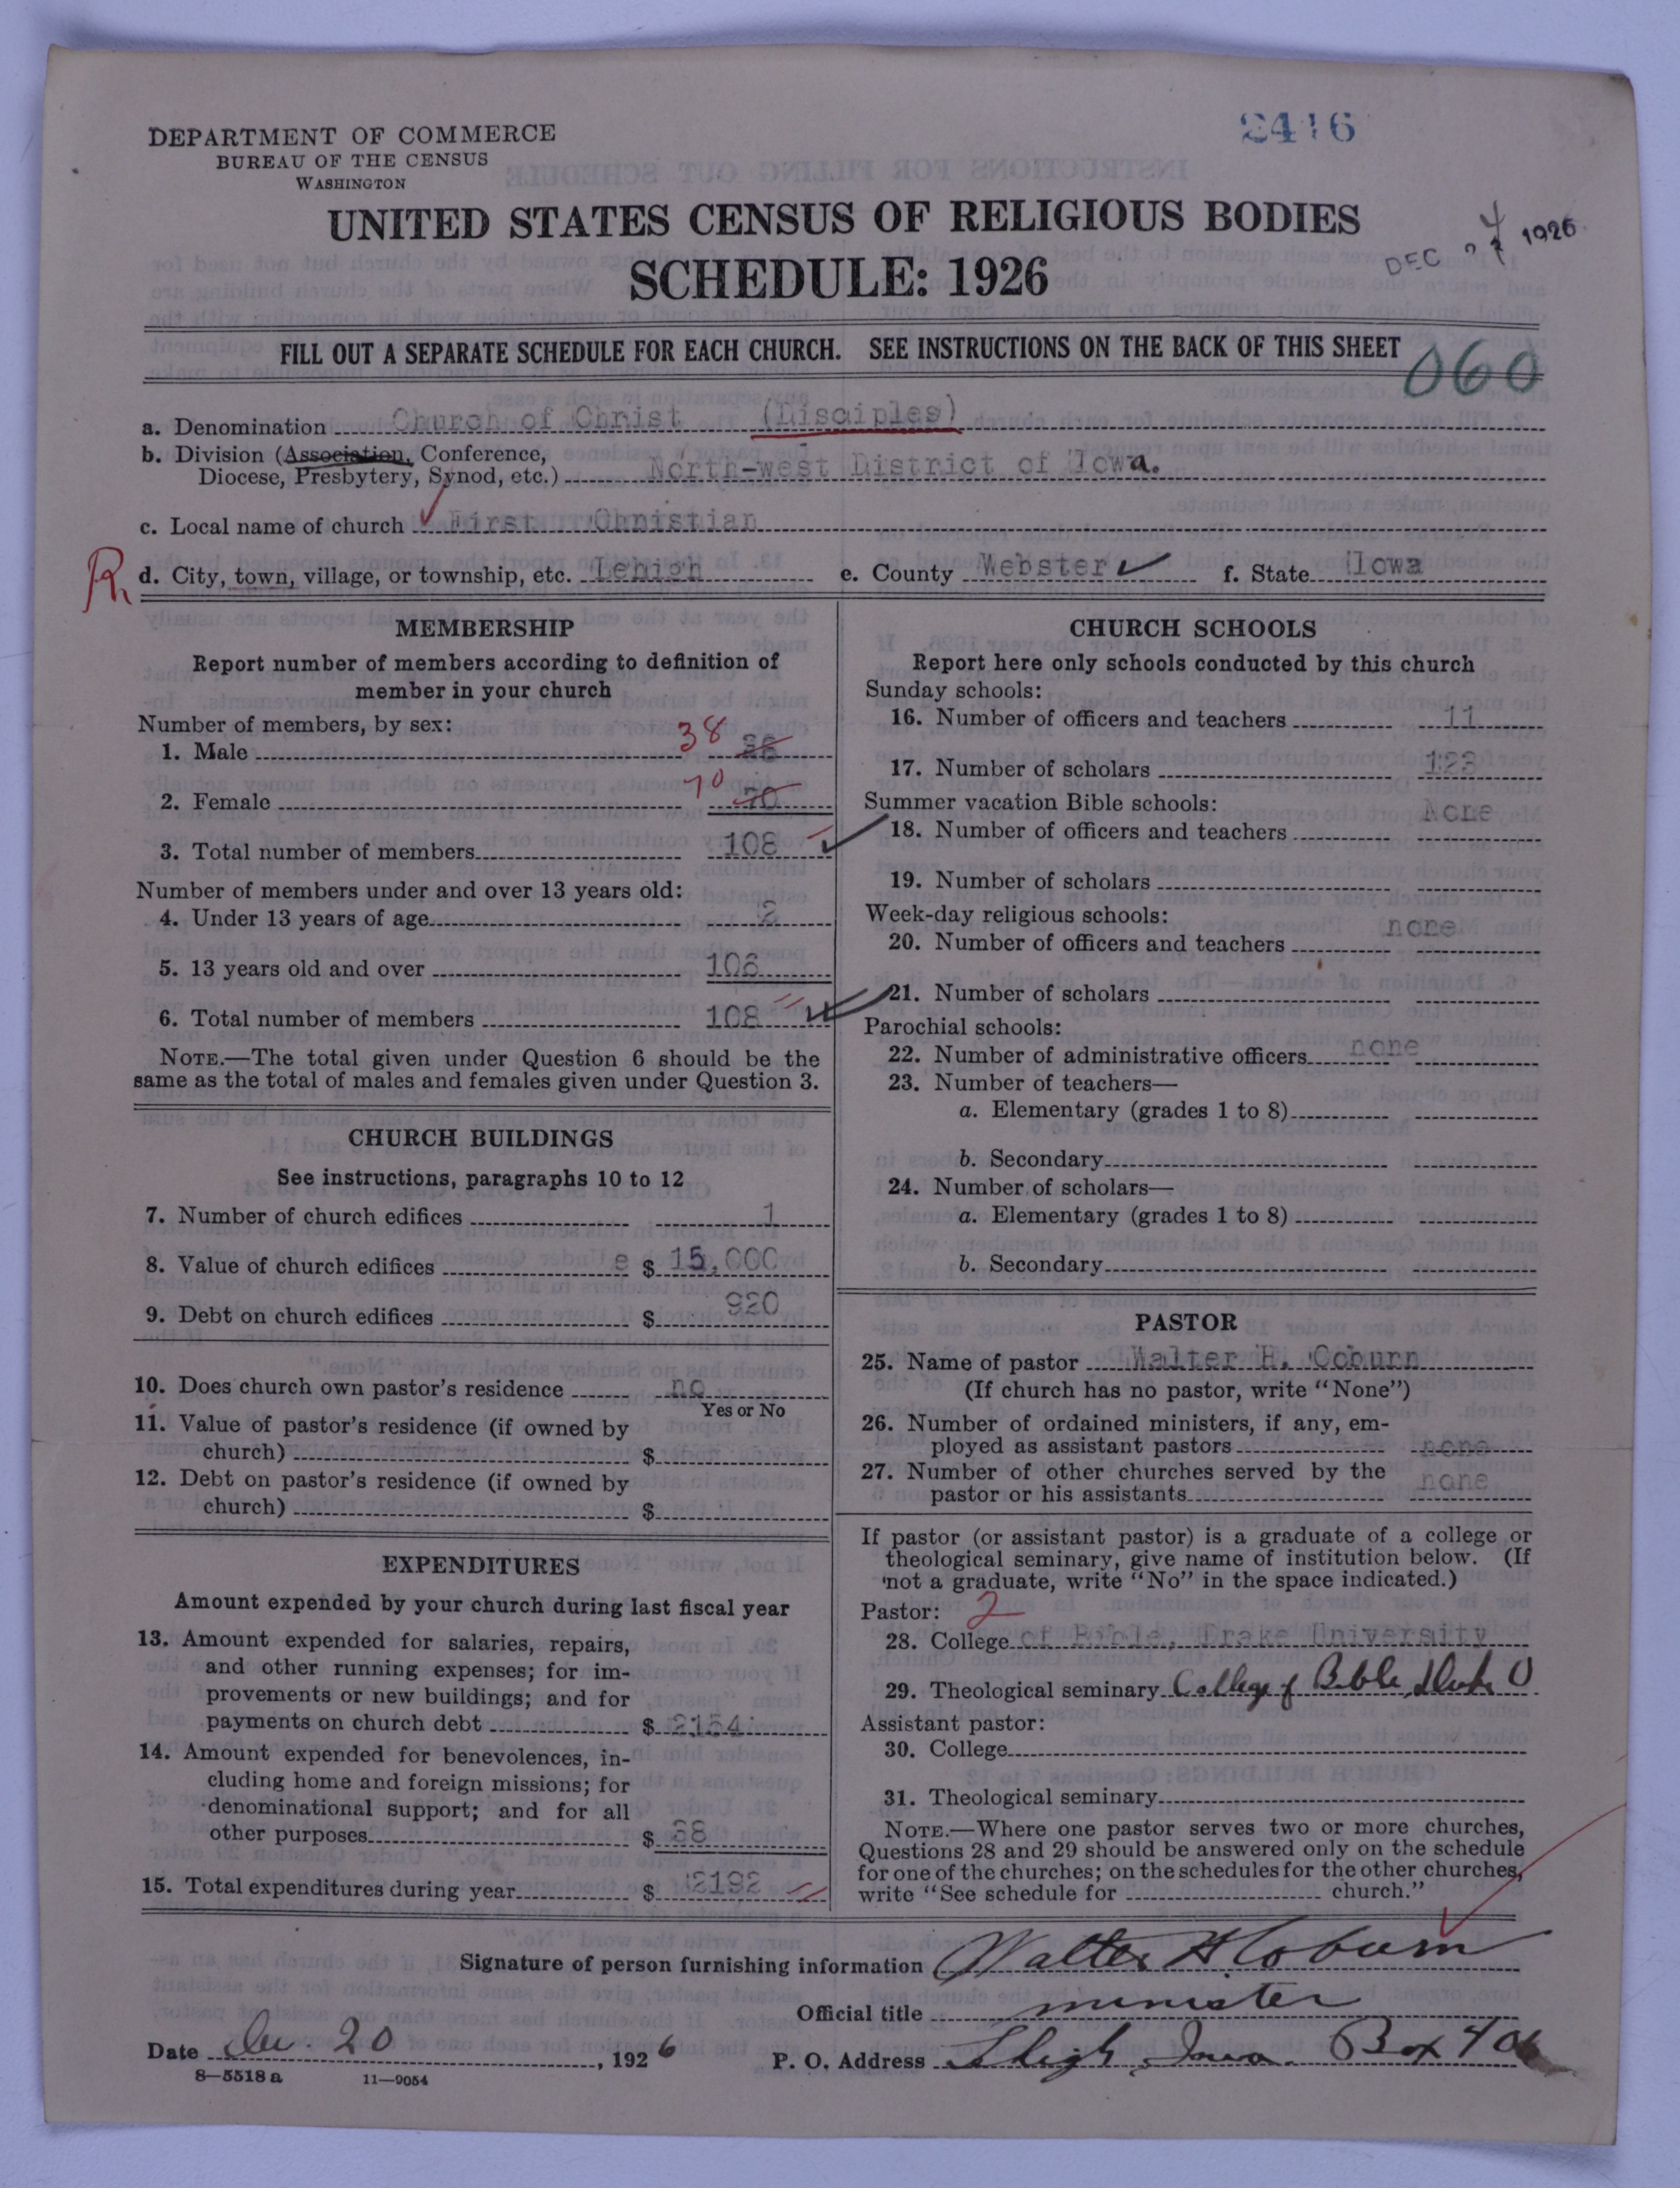 2416
DEPARTMENT OF COMMERCE
BUREAU OF THE CENSUS
WASHINGTON
UNITED STATES CENSUS OF RELIGIOUS BODIES
SCHEDULE: 1926
DEC 1926
FILL OUT A SEPARATE SCHEDULE FOR EACH CHURCH. SEE INSTRUCTIONS ON THE BACK OF THIS SHEET
060
a. Denomination Church of Christ (Disciples)
b. Division (Association, Conference,
Diocese, Presbytery, Synod, etc.) North-west District of Iowa.
c. Local name of church First Christian
R d. City, town, village, or township, etc. Lehigh e. County Webster f. State Iowa
MEMBERSHIP
Report number of members according to definition of
member in your church
Number of members, by sex:
1. Male 38
2. Female 70 70
3. Total number of members 108
Number of members under and over 13 years old:
4. Under 13 years of age 2
5. 13 years old and over 106
6. Total number of members 108
NOTE.—The total given under Question 6 should be the
same as the total of males and females given under Question 3.
CHURCH BUILDINGS
See instructions, paragraphs 10 to 12
7. Number of church edifices 1
8. Value of church edifices e $ 15,000
9. Debt on church edifices $ 920
10. Does church own pastor's residence no
Yes or No
11. Value of pastor's residence (if owned by
church) $
12. Debt on pastor's residence (if owned by
church) $
EXPENDITURES
Amount expended by your church during last fiscal year
13. Amount expended for salaries, repairs,
and other running expenses; for im-
provements or new buildings; and for
payments on church debt $ 2154
14. Amount expended for benevolences, in-
cluding home and foreign missions; for
denominational support; and for all
other purposes $ 38
15. Total expenditures during year $ 2192
CHURCH SCHOOLS
Report here only schools conducted by this church
Sunday schools:
16. Number of officers and teachers 11
17. Number of scholars 123
Summer vacation Bible schools:
18. Number of officers and teachers None
19. Number of scholars
Week-day religious schools:
20. Number of officers and teachers none
21. Number of scholars
Parochial schools:
22. Number of administrative officers none
23. Number of teachers—
a. Elementary (grades 1 to 8)
b. Secondary
24. Number of scholars—
a. Elementary (grades 1 to 8)
b. Secondary
PASTOR
25. Name of pastor Walter H. Coburn
(If church has no pastor, write "None")
26. Number of ordained ministers, if any, em-
ployed as assistant pastors none
27. Number of other churches served by the
pastor or his assistants none
If pastor (or assistant pastor) is a graduate of a college or
theological seminary, give name of institution below. (If
not a graduate, write "No" in the space indicated.)
Pastor: 2
28. College of Bible, Drake University
29. Theological seminary College of Bible, Drake U
Assistant pastor:
30. College
31. Theological seminary
NOTE.—Where one pastor serves two or more churches,
Questions 28 and 29 should be answered only on the schedule
for one of the churches; on the schedules for the other churches,
write "See schedule for church."
Signature of person furnishing information Walter H. Coburn
Official title minister
Date Dec. 20, 1926 P. O. Address Lehigh, Iowa. Box 406
8—5518 a 11—9054